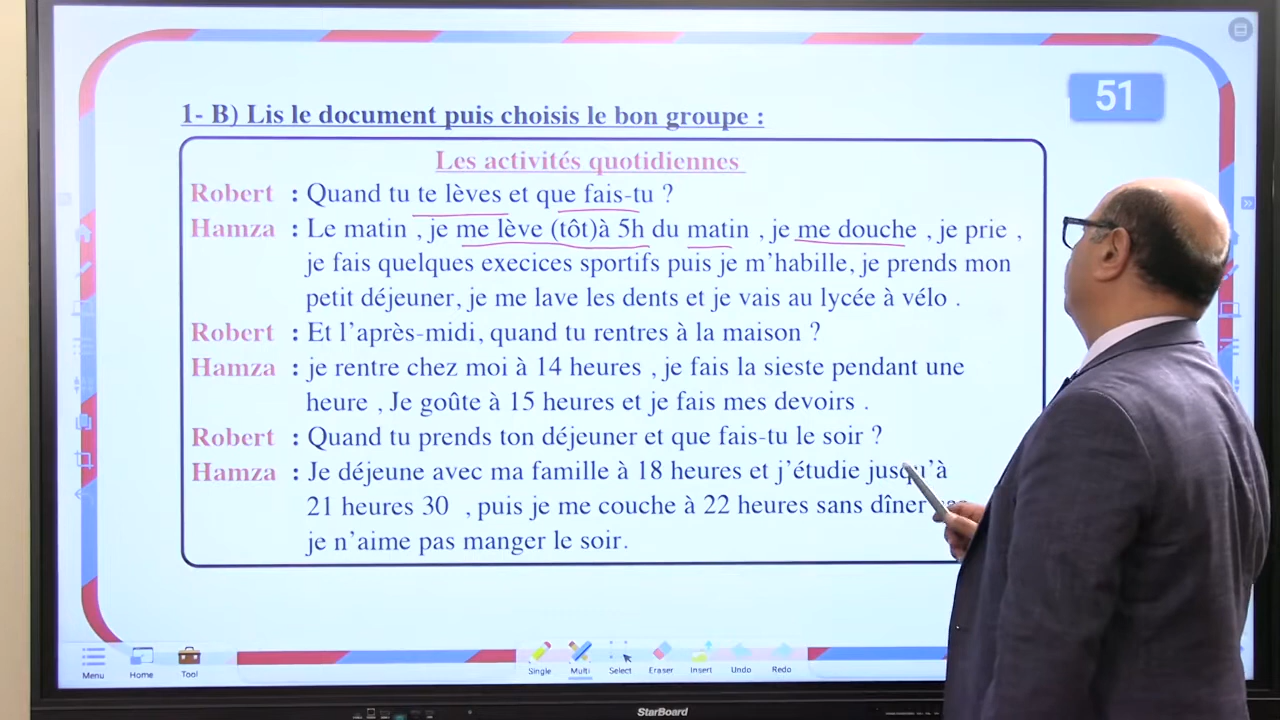 51
1- B) Lis le document puis choisis le bon groupe :
Les activités quotidiennes
Robert : Quand tu te lèves et que fais-tu ?
Hamza : Le matin , je me lève (tôt)à 5h du matin , je me douche , je prie ,
je fais quelques execices sportifs puis je m'habille, je prends mon
petit déjeuner, je me lave les dents et je vais au lycée à vélo .
Robert : Et l'après-midi, quand tu rentres à la maison ?
Hamza : je rentre chez moi à 14 heures , je fais la sieste pendant une
heure , Je goûte à 15 heures et je fais mes devoirs .
Robert : Quand tu prends ton déjeuner et que fais-tu le soir ?
Hamza : Je déjeune avec ma famille à 18 heures et j'étudie jusqu'à
21 heures 30 , puis je me couche à 22 heures sans dîner
je n'aime pas manger le soir.
Menu Home Tool Single Multi Select Eraser Insert Undo Redo
StarBoard